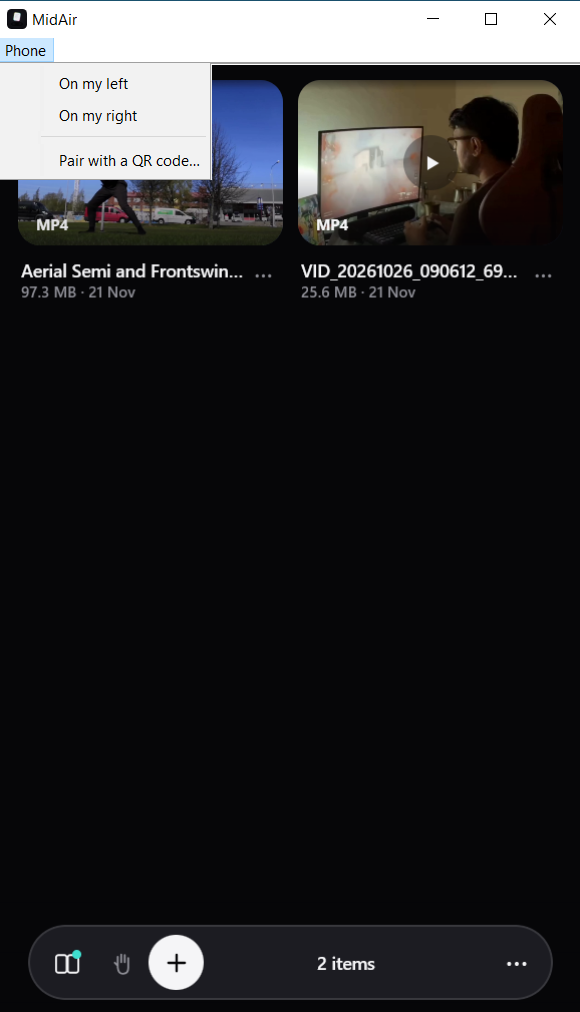 MidAir
Phone
On my left
On my right
Pair with a QR code...
MP4
MP4
Aerial Semi and Frontswin...
97.3 MB · 21 Nov
VID_20261026_090612_69...
25.6 MB · 21 Nov
2 items